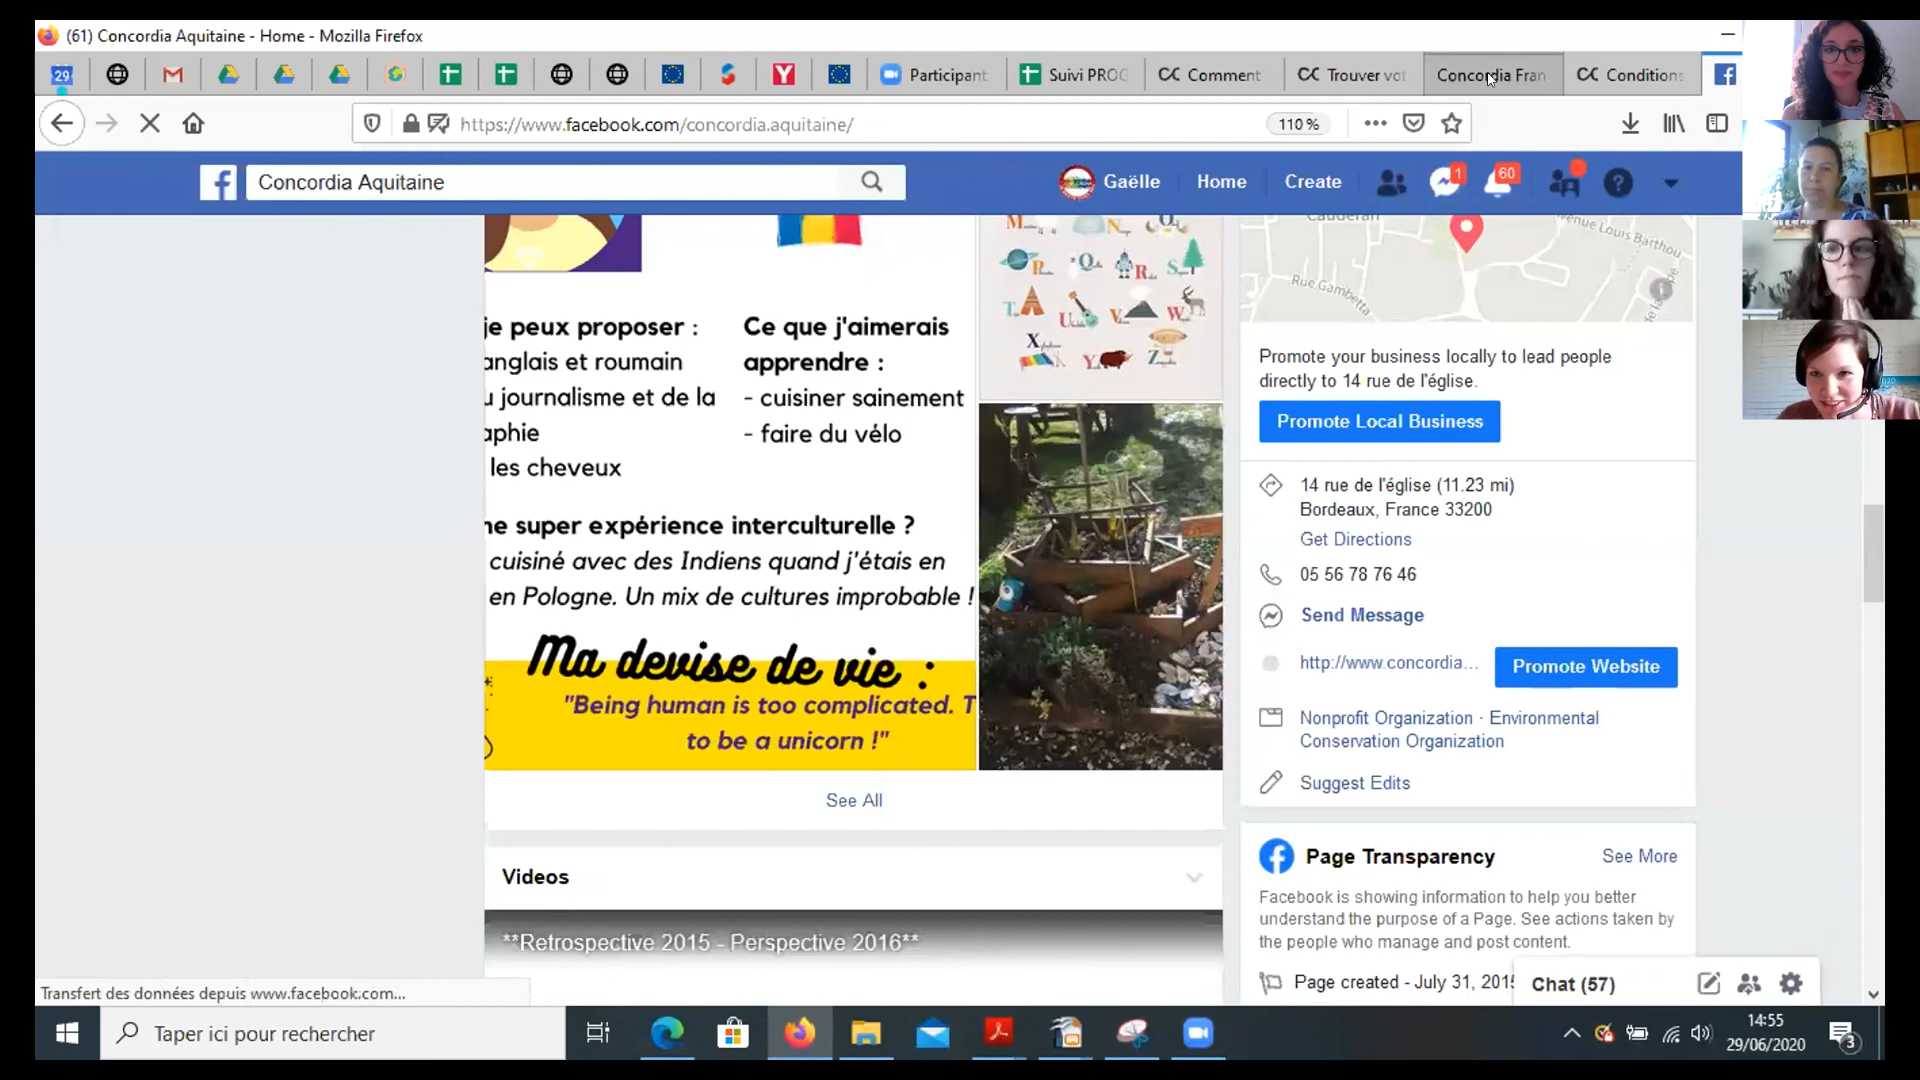 (61) Concordia Aquitaine - Home - Mozilla Firefox
29
Participant
Suivi PROG
Comment
Trouver vot
Concordia Fran
Conditions
https://www.facebook.com/concordia.aquitaine/
110 %
Concordia Aquitaine
Gaëlle
Home
Create
1
60
je peux proposer :
anglais et roumain
u journalisme et de la
aphie
les cheveux
Ce que j'aimerais
apprendre :
- cuisiner sainement
- faire du vélo
ne super expérience interculturelle ?
cuisiné avec des Indiens quand j'étais en
en Pologne. Un mix de cultures improbable !
Ma devise de vie :
"Being human is too complicated. T
to be a unicorn !"
See All
Videos
**Retrospective 2015 - Perspective 2016**
M N O
P Q R S
T U V W
X Y Z
Caudéran
Avenue Louis Barthou
Rue Gambetta
Promote your business locally to lead people
directly to 14 rue de l'église.
Promote Local Business
14 rue de l'église (11.23 mi)
Bordeaux, France 33200
Get Directions
05 56 78 76 46
Send Message
http://www.concordia...
Promote Website
Nonprofit Organization · Environmental
Conservation Organization
Suggest Edits
Page Transparency
See More
Facebook is showing information to help you better
understand the purpose of a Page. See actions taken by
the people who manage and post content.
Page created - July 31, 2015
Chat (57)
Transfert des données depuis www.facebook.com...
Taper ici pour rechercher
14:55
29/06/2020
3